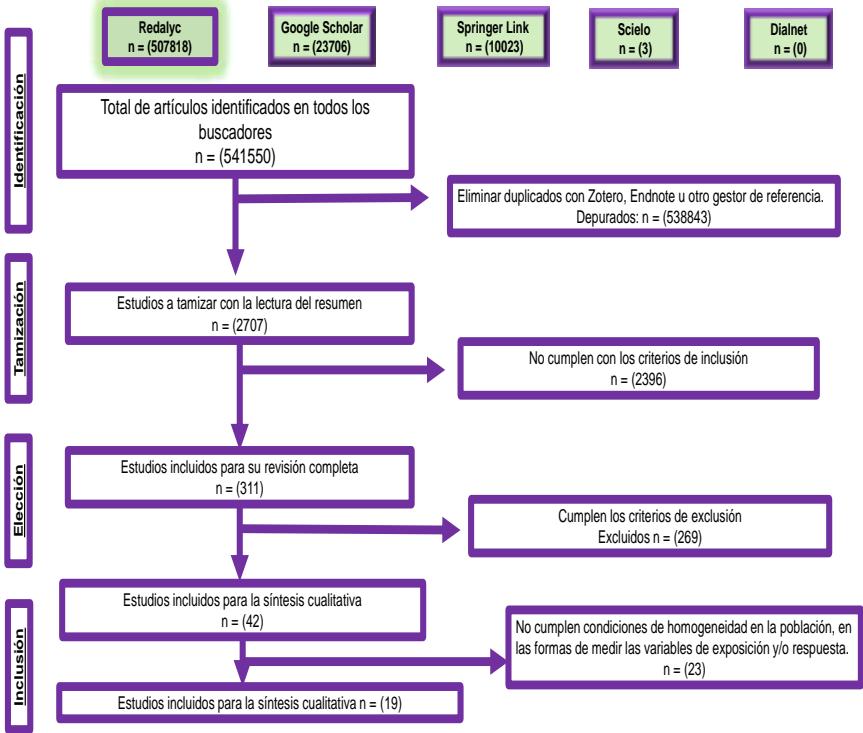 Redalyc
n = (507818)
Google Scholar
n = (23706)
Springer Link
n = (10023)
Scielo
n = (3)
Dialnet
n = (0)
Identificación
Total de artículos identificados en todos los
buscadores
n = (541550)
Eliminar duplicados con Zotero, Endnote u otro gestor de referencia.
Depurados: n = (538843)
Tamización
Estudios a tamizar con la lectura del resumen
n = (2707)
No cumplen con los criterios de inclusión
n = (2396)
Elección
Estudios incluidos para su revisión completa
n = (311)
Cumplen los criterios de exclusión
Excluidos n = (269)
Inclusión
Estudios incluidos para la síntesis cualitativa
n = (42)
No cumplen condiciones de homogeneidad en la población, en
las formas de medir las variables de exposición y/o respuesta.
n = (23)
Estudios incluidos para la síntesis cualitativa n = (19)